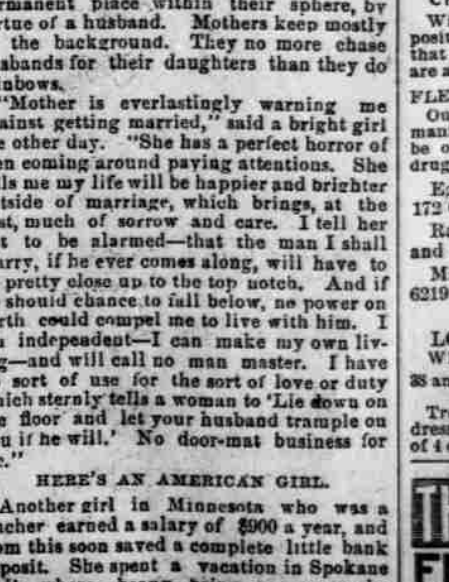 rmanent place within their sphere, by
rtue of a husband. Mothers keep mostly
the background. They no more chase
sbands for their daughters than they do
inbows.
"Mother is everlastingly warning me
ainst getting married," said a bright girl
e other day. "She has a perfect horror of
en coming around paying attentions. She
lls me my life will be happier and brighter
tside of marriage, which brings, at the
st, much of sorrow and care. I tell her
t to be alarmed—that the man I shall
arry, if he ever comes along, will have to
pretty close up to the top notch. And if
should chance to fall below, no power on
rth could compel me to live with him. I
independent—I can make my own liv-
g—and will call no man master. I have
sort of use for the sort of love or duty
hich sternly tells a woman to 'Lie down on
e floor and let your husband trample on
u if he will.' No door-mat business for
e."
HERE'S AN AMERICAN GIRL.
Another girl in Minnesota who was a
acher earned a salary of $900 a year, and
om this soon saved a complete little bank
posit. She spent a vacation in Spokane
Wi
posit
that
are a
FLE
Ou
man
be o
drug
172
Ra
and
M
6219
38 an
Tr
dress
of 4